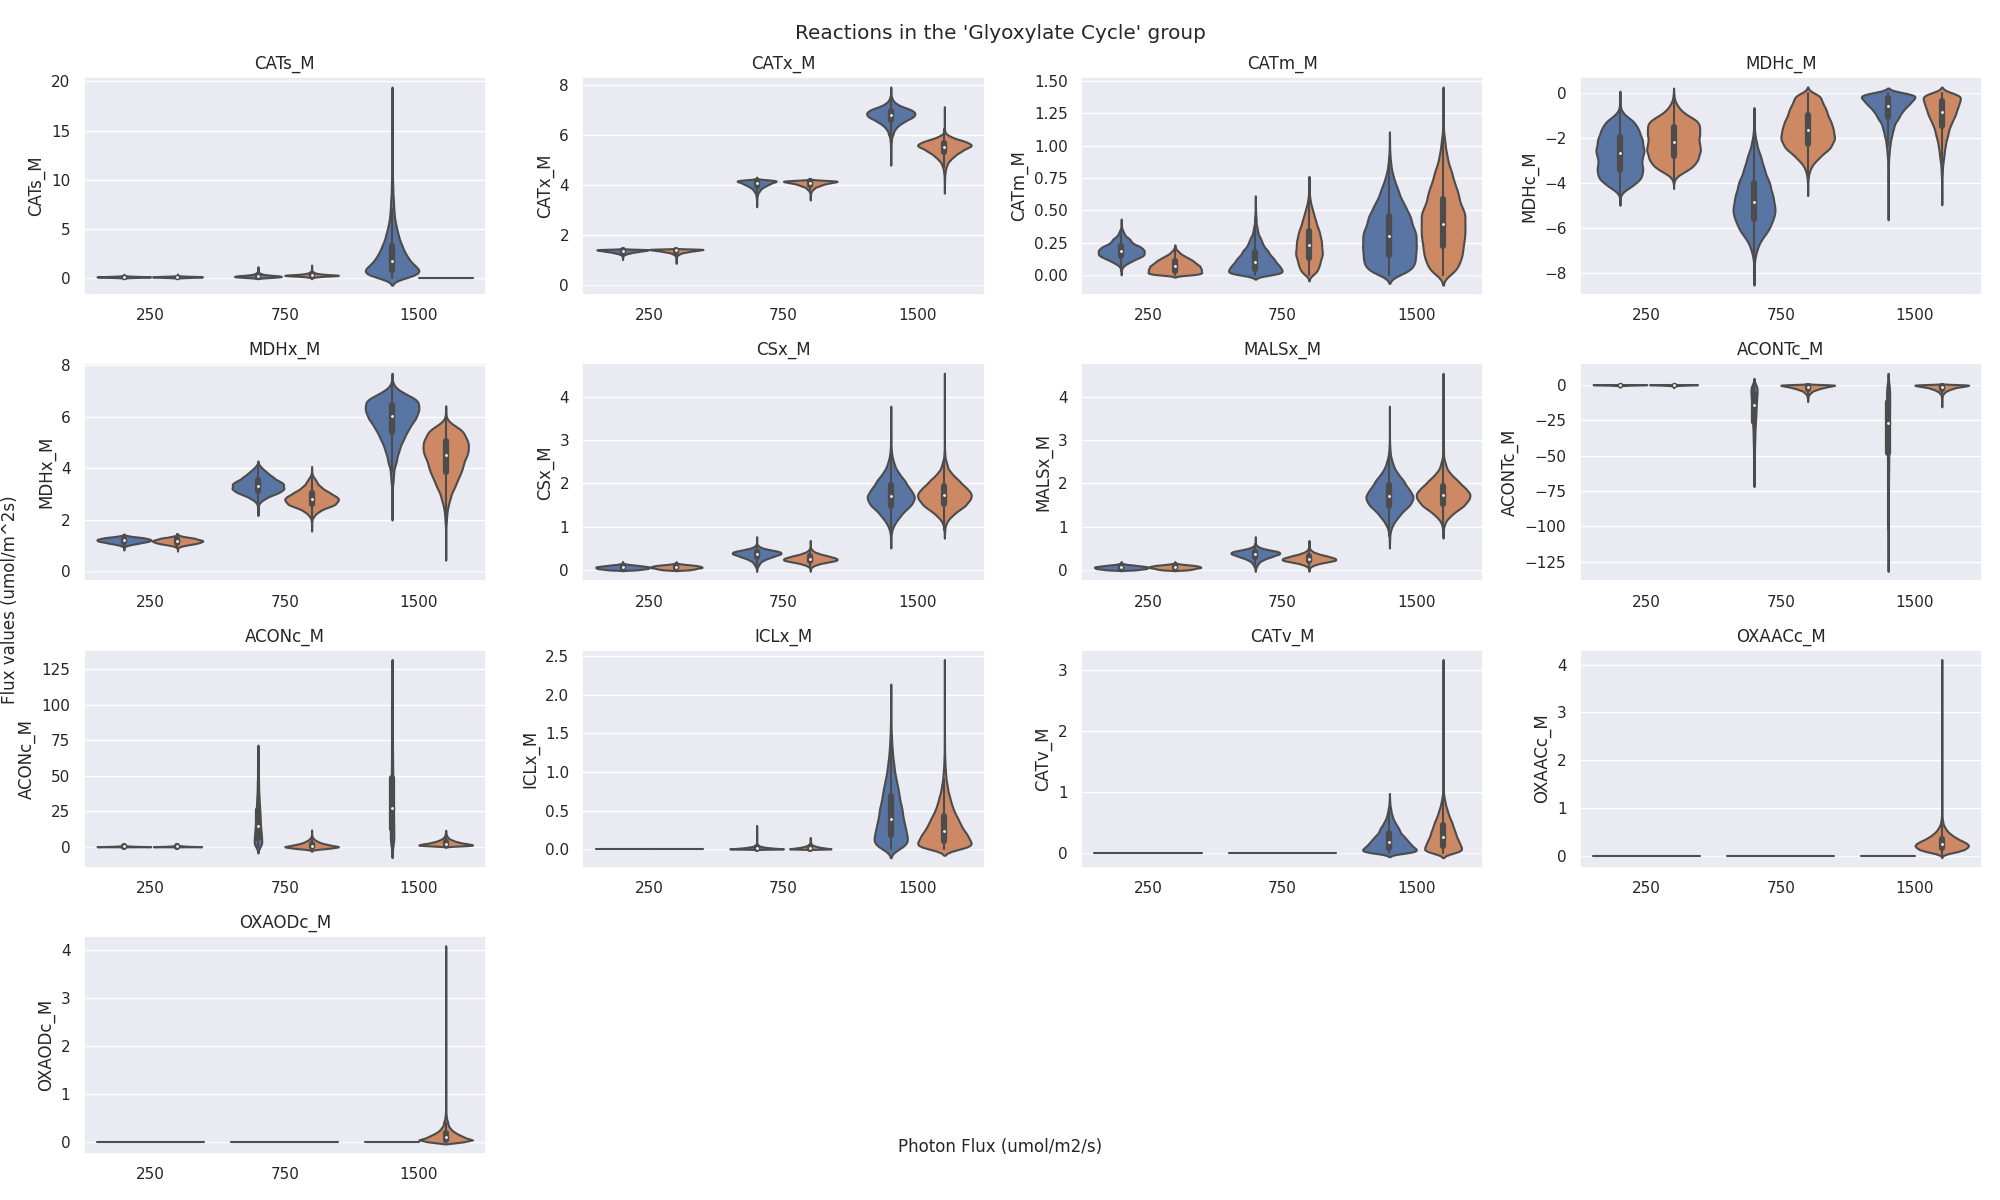 Reactions in the 'Glyoxylate Cycle' group
CATs_M
CATs_M
20
15
10
5
0
250 750 1500
CATx_M
CATx_M
8
6
4
2
0
250 750 1500
CATm_M
CATm_M
1.50
1.25
1.00
0.75
0.50
0.25
0.00
250 750 1500
MDHc_M
MDHc_M
0
−2
−4
−6
−8
250 750 1500
MDHx_M
MDHx_M
8
6
4
2
0
250 750 1500
CSx_M
CSx_M
4
3
2
1
0
250 750 1500
MALSx_M
MALSx_M
4
3
2
1
0
250 750 1500
ACONTc_M
ACONTc_M
0
−25
−50
−75
−100
−125
250 750 1500
Flux values (umol/m^2s)
ACONc_M
ACONc_M
125
100
75
50
25
0
250 750 1500
ICLx_M
ICLx_M
2.5
2.0
1.5
1.0
0.5
0.0
250 750 1500
CATv_M
CATv_M
3
2
1
0
250 750 1500
OXAACc_M
OXAACc_M
4
3
2
1
0
250 750 1500
OXAODc_M
OXAODc_M
4
3
2
1
0
250 750 1500
Photon Flux (umol/m2/s)